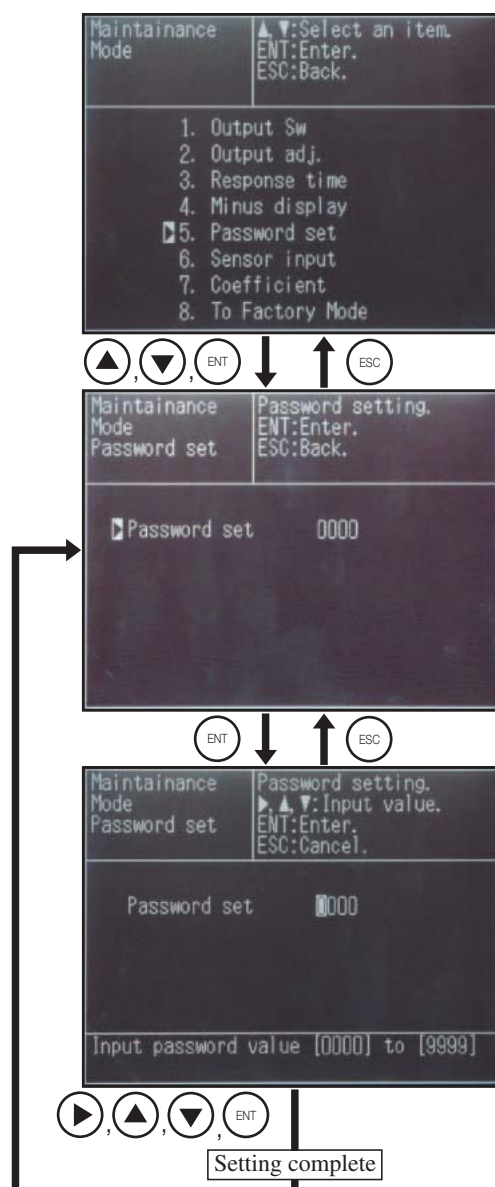 Maintainance
Mode
▲,▼:Select an item.
ENT:Enter.
ESC:Back.
1. Output Sw
2. Output adj.
3. Response time
4. Minus display
5. Password set
6. Sensor input
7. Coefficient
8. To Factory Mode
▲,▼, ENT
ESC
Maintainance
Mode
Password set
Password setting.
ENT:Enter.
ESC:Back.
Password set 0000
ENT
ESC
Maintainance
Mode
Password set
Password setting.
▶,▲,▼:Input value.
ENT:Enter.
ESC:Cancel.
Password set 0000
Input password value [0000] to [9999]
▶,▲,▼, ENT
Setting complete